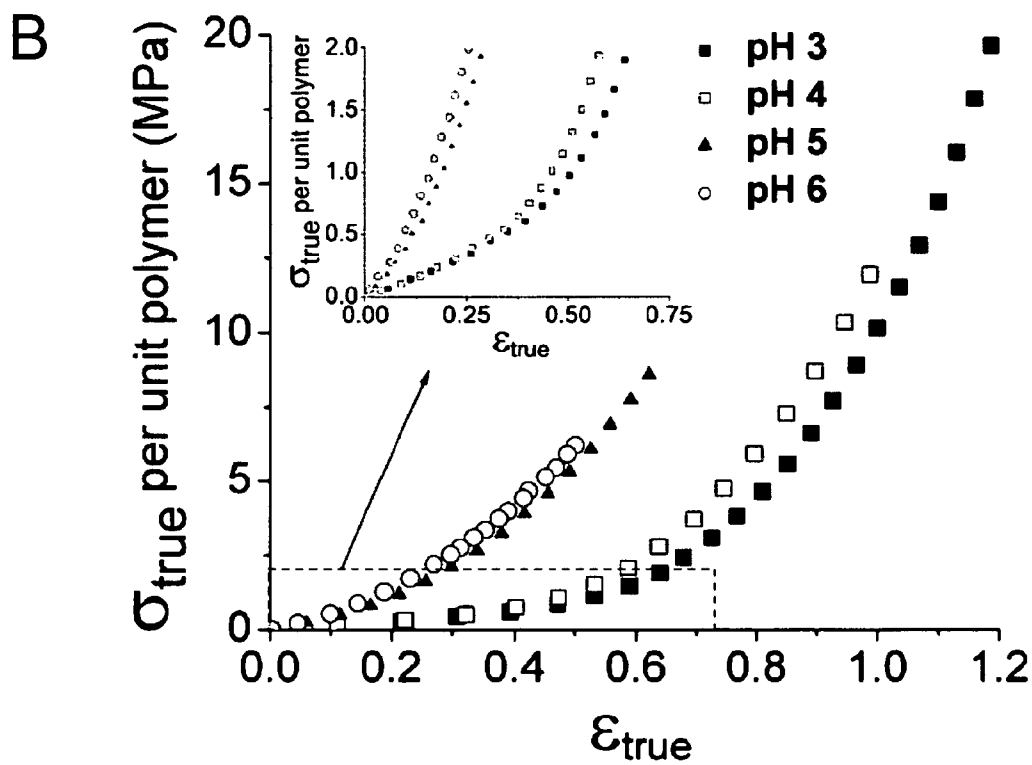 B
σtrue per unit polymer (MPa)
20
15
10
5
0
0.0 0.2 0.4 0.6 0.8 1.0 1.2
εtrue
σtrue per unit polymer
2.0
1.5
1.0
0.5
0.0
0.00 0.25 0.50 0.75
εtrue
pH 3
pH 4
pH 5
pH 6